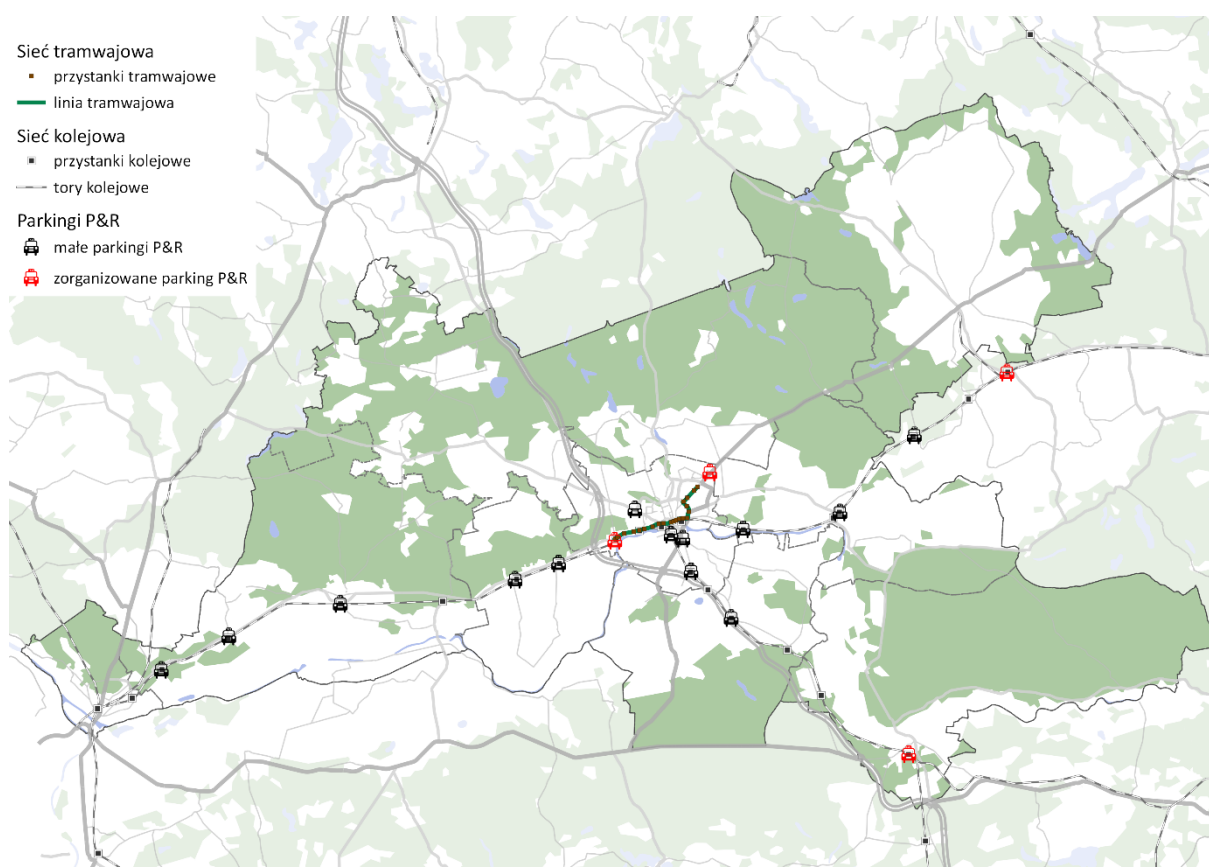 Sieć tramwajowa
przystanki tramwajowe
linia tramwajowa
Sieć kolejowa
przystanki kolejowe
tory kolejowe
Parkingi P&R
małe parkingi P&R
zorganizowane parking P&R